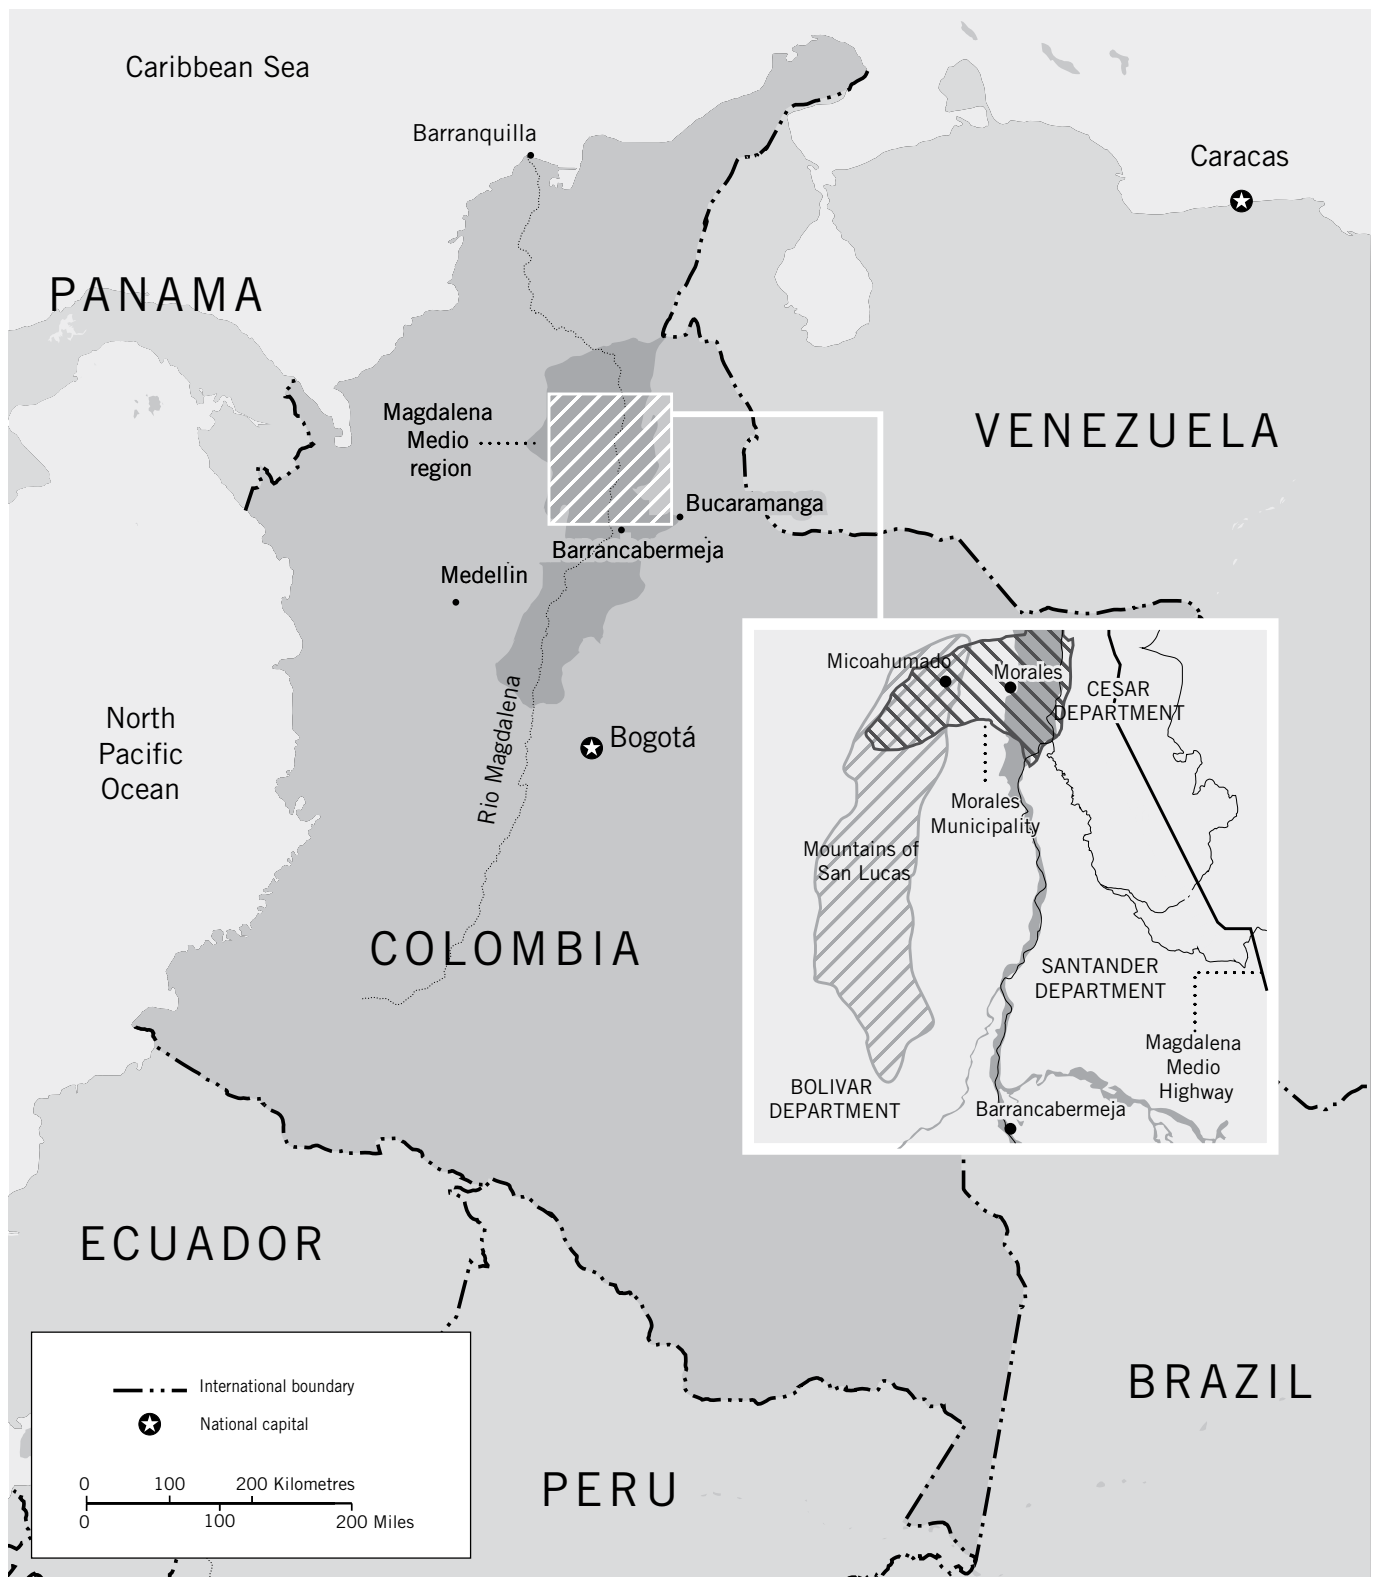 Caribbean Sea
Barranquilla
Caracas
PANAMA
Magdalena
Medio
region
VENEZUELA
Bucaramanga
Barrancabermeja
Medellin
Micoahumado
Morales
CESAR
DEPARTMENT
Rio Magdalena
North
Pacific
Ocean
Bogotá
Morales
Municipality
Mountains of
San Lucas
COLOMBIA
SANTANDER
DEPARTMENT
Magdalena
Medio
Highway
BOLIVAR
DEPARTMENT
Barrancabermeja
ECUADOR
BRAZIL
PERU
International boundary
National capital
0 100 200 Kilometres
0 100 200 Miles